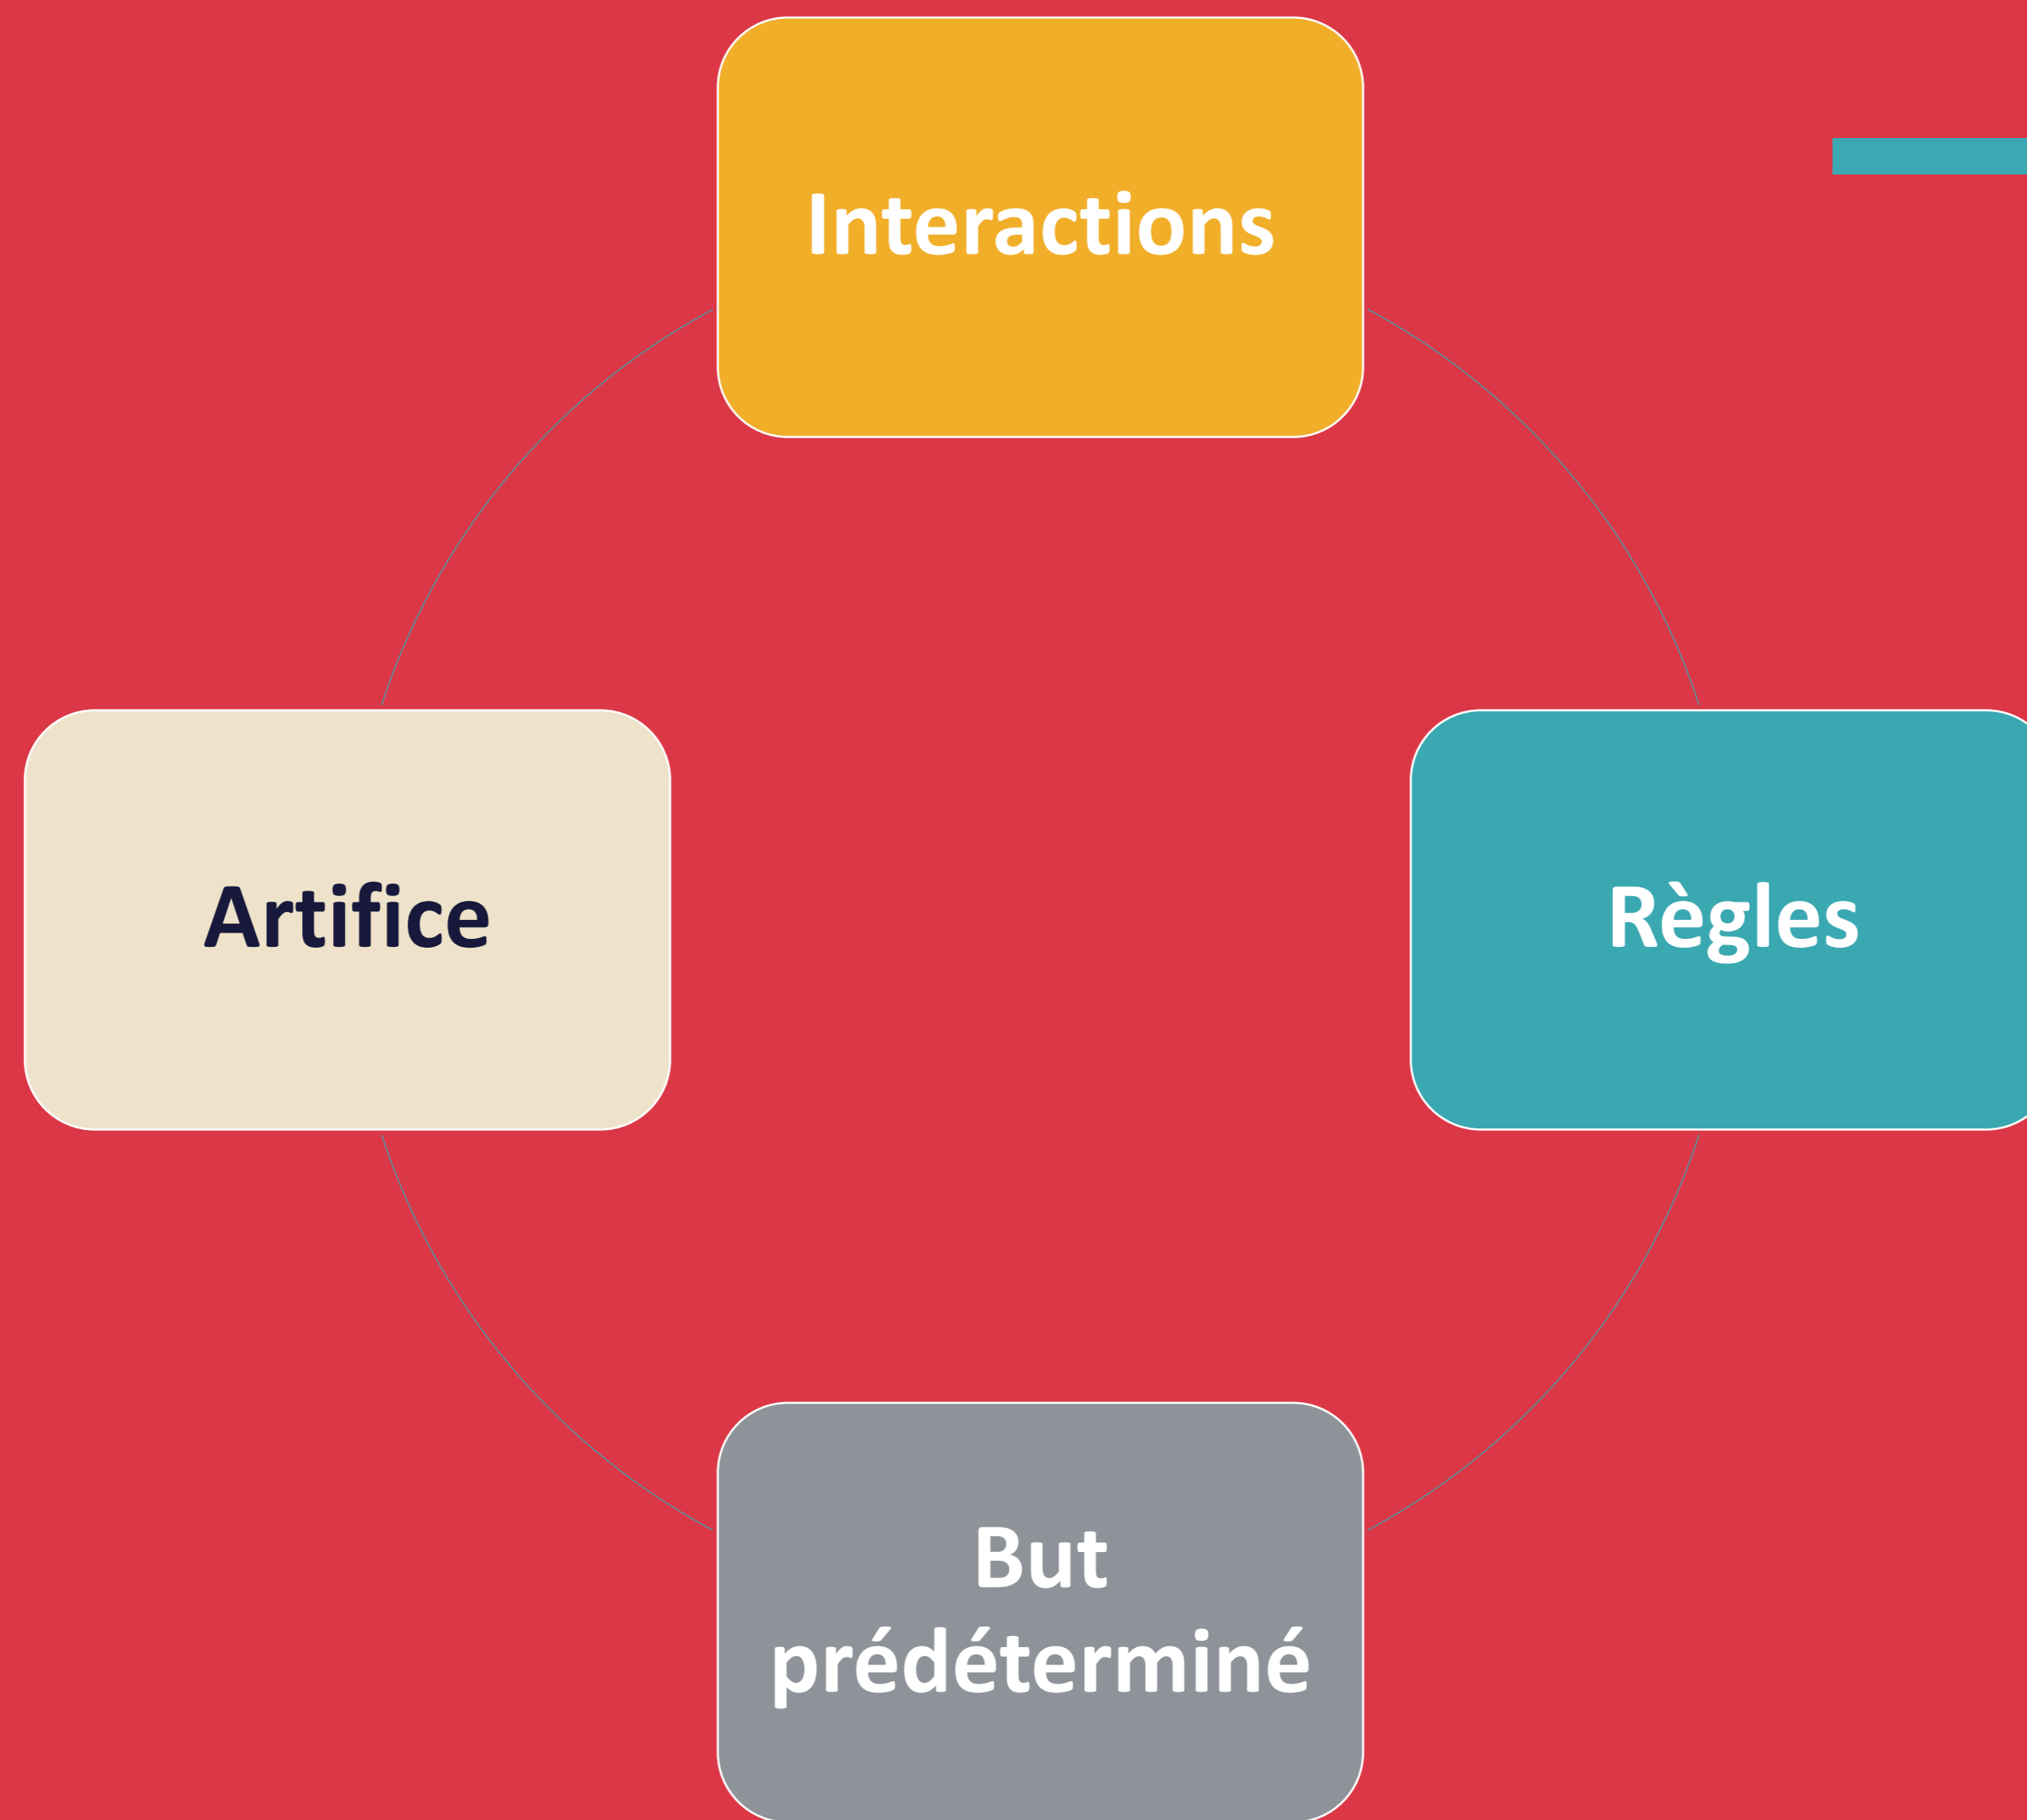 Interactions
Artifice
Règles
But
prédéterminé